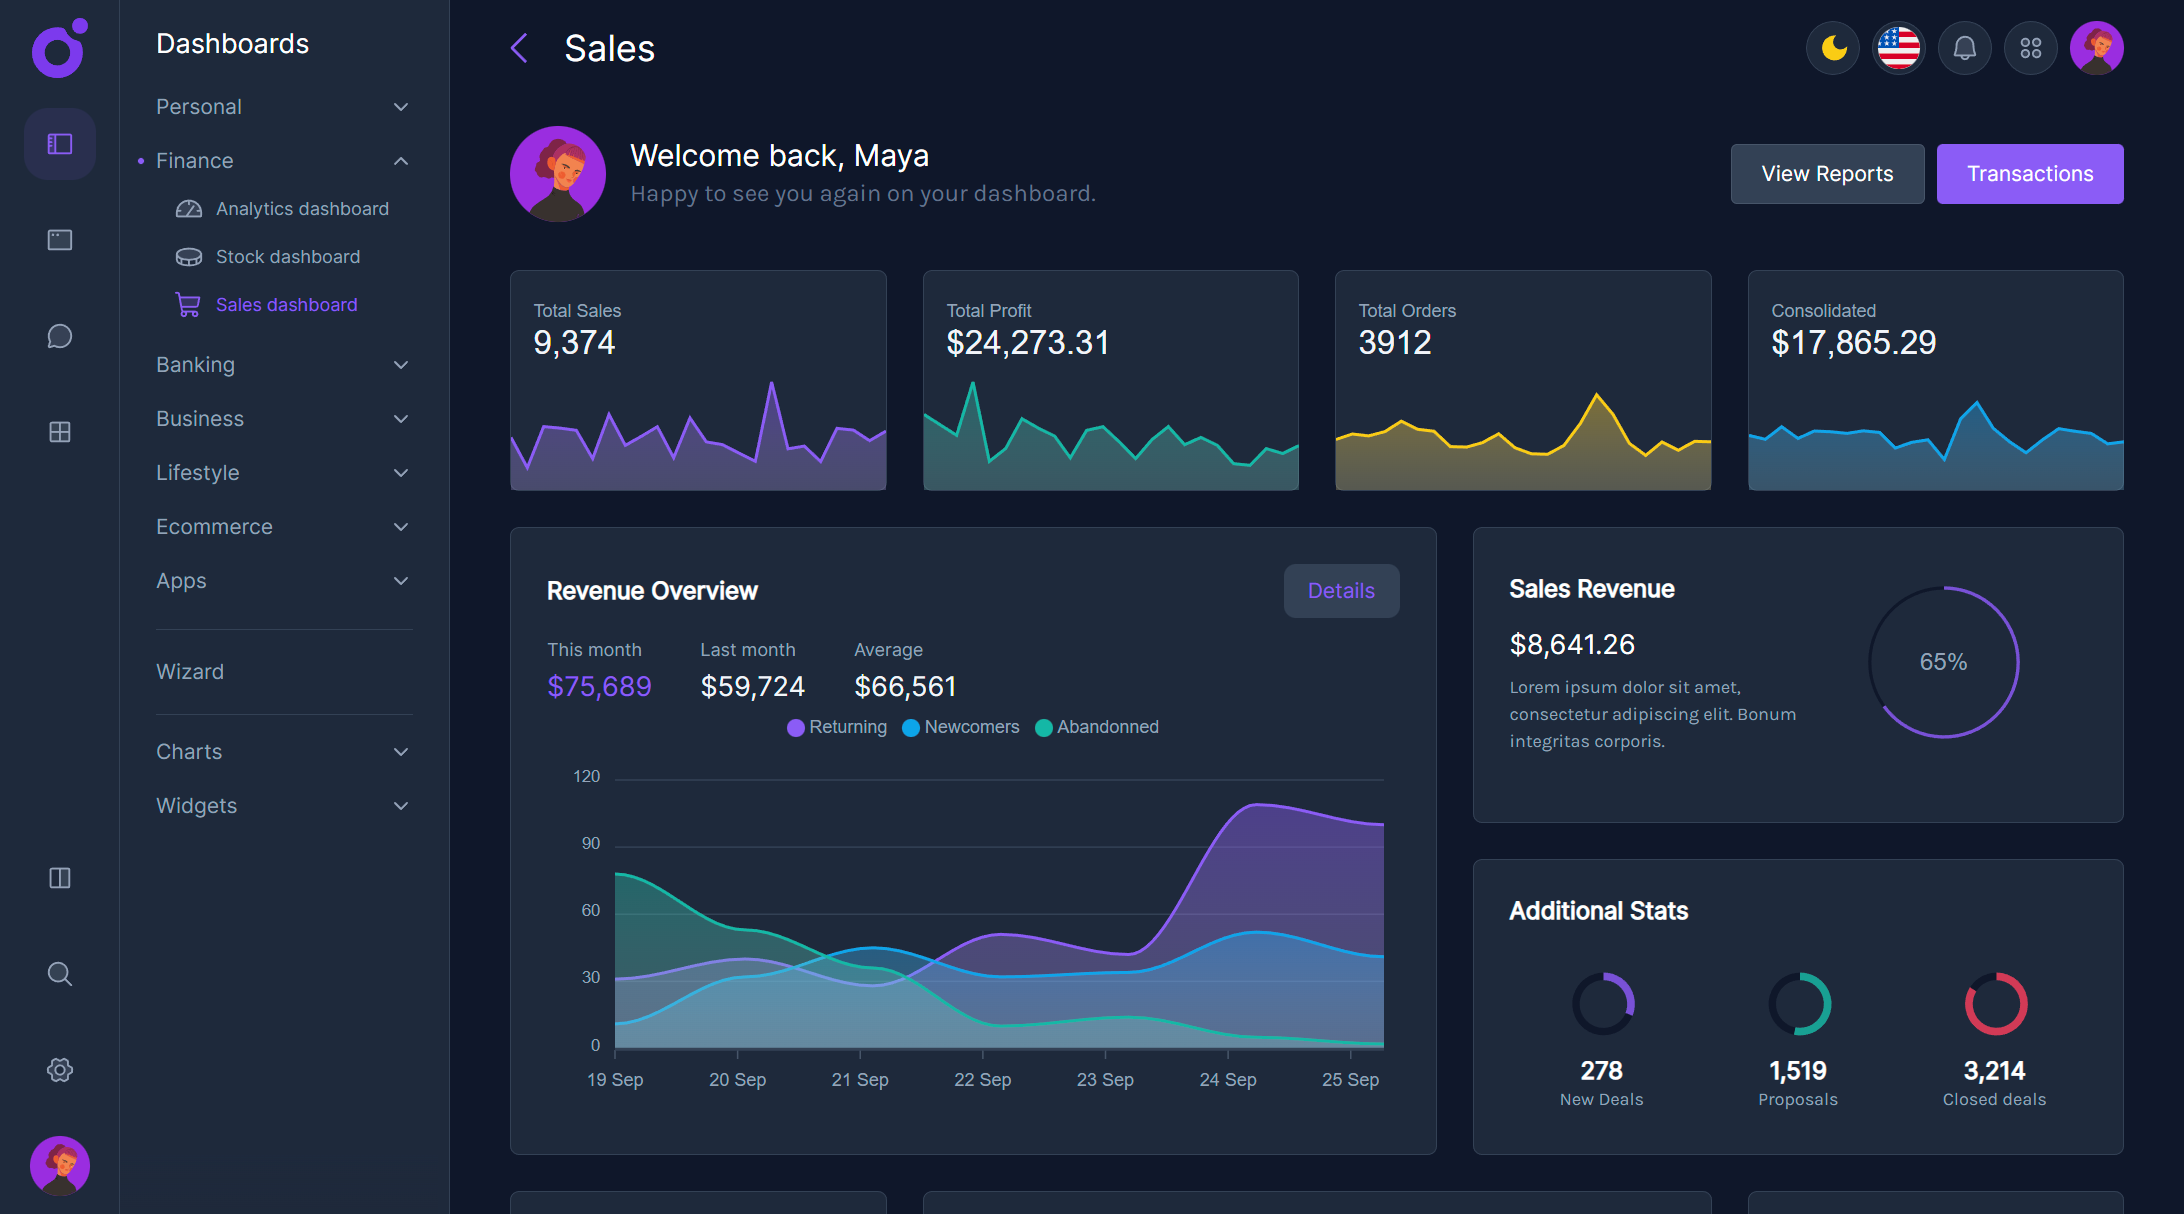 Dashboards
Personal
Finance
Analytics dashboard
Stock dashboard
Sales dashboard
Banking
Business
Lifestyle
Ecommerce
Apps
Wizard
Charts
Widgets
Sales
Welcome back, Maya
Happy to see you again on your dashboard.
View Reports
Transactions
Total Sales
9,374
Total Profit
$24,273.31
Total Orders
3912
Consolidated
$17,865.29
Revenue Overview
Details
This month
$75,689
Last month
$59,724
Average
$66,561
Returning
Newcomers
Abandonned
120
90
60
30
0
19 Sep
20 Sep
21 Sep
22 Sep
23 Sep
24 Sep
25 Sep
Sales Revenue
$8,641.26
Lorem ipsum dolor sit amet,
consectetur adipiscing elit. Bonum
integritas corporis.
65%
Additional Stats
278
New Deals
1,519
Proposals
3,214
Closed deals